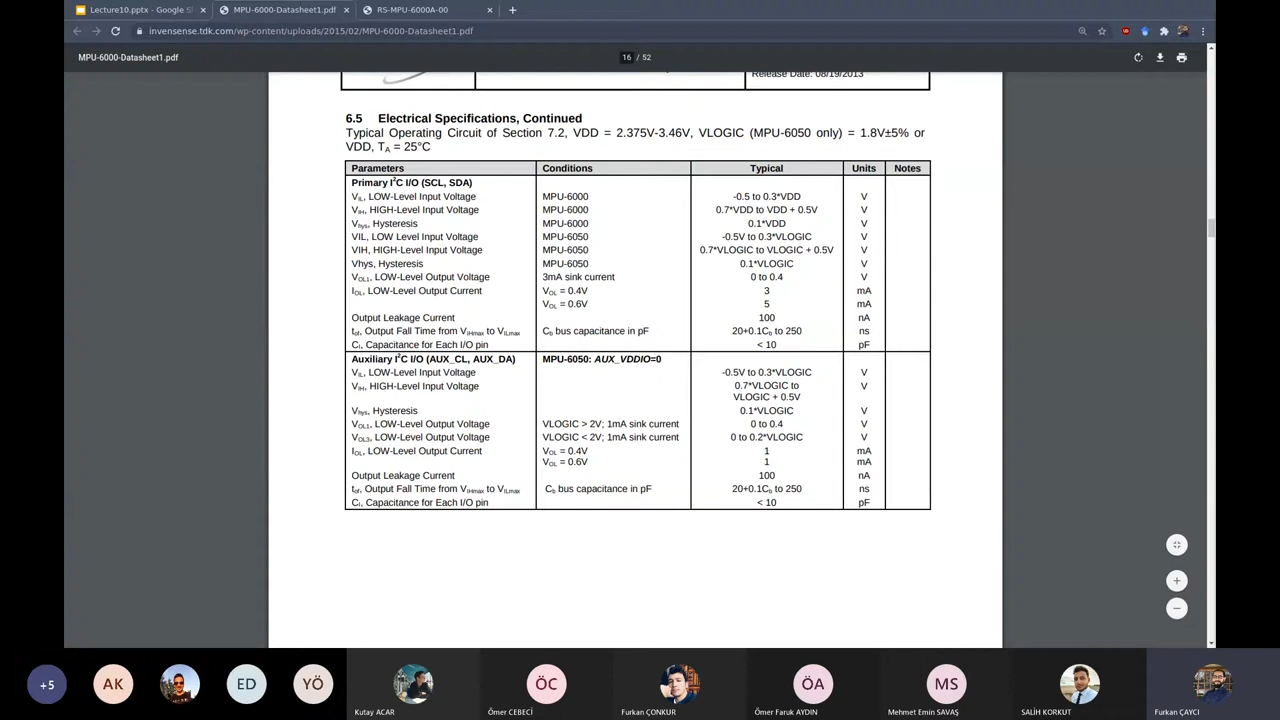 Lecture10.pptx - Google Sl
MPU-6000-Datasheet1.pdf
RS-MPU-6000A-00
invensense.tdk.com/wp-content/uploads/2015/02/MPU-6000-Datasheet1.pdf
MPU-6000-Datasheet1.pdf
16 / 52
Release Date: 08/19/2013
6.5 Electrical Specifications, Continued
Typical Operating Circuit of Section 7.2, VDD = 2.375V-3.46V, VLOGIC (MPU-6050 only) = 1.8V±5% or
VDD, TA = 25°C
Parameters Conditions Typical Units Notes
Primary I²C I/O (SCL, SDA)
VIL, LOW-Level Input Voltage MPU-6000 -0.5 to 0.3*VDD V
VIH, HIGH-Level Input Voltage MPU-6000 0.7*VDD to VDD + 0.5V V
Vhys, Hysteresis MPU-6000 0.1*VDD V
VIL, LOW Level Input Voltage MPU-6050 -0.5V to 0.3*VLOGIC V
VIH, HIGH-Level Input Voltage MPU-6050 0.7*VLOGIC to VLOGIC + 0.5V V
Vhys, Hysteresis MPU-6050 0.1*VLOGIC V
VOL1, LOW-Level Output Voltage 3mA sink current 0 to 0.4 V
IOL, LOW-Level Output Current VOL = 0.4V 3 mA
VOL = 0.6V 5 mA
Output Leakage Current 100 nA
tof, Output Fall Time from VIHmax to VILmax Cb bus capacitance in pF 20+0.1Cb to 250 ns
CI, Capacitance for Each I/O pin < 10 pF
Auxiliary I²C I/O (AUX_CL, AUX_DA) MPU-6050: AUX_VDDIO=0
VIL, LOW-Level Input Voltage -0.5V to 0.3*VLOGIC V
VIH, HIGH-Level Input Voltage 0.7*VLOGIC to V
VLOGIC + 0.5V
Vhys, Hysteresis 0.1*VLOGIC V
VOL1, LOW-Level Output Voltage VLOGIC > 2V; 1mA sink current 0 to 0.4 V
VOL3, LOW-Level Output Voltage VLOGIC < 2V; 1mA sink current 0 to 0.2*VLOGIC V
IOL, LOW-Level Output Current VOL = 0.4V 1 mA
VOL = 0.6V 1 mA
Output Leakage Current 100 nA
tof, Output Fall Time from VIHmax to VILmax Cb bus capacitance in pF 20+0.1Cb to 250 ns
CI, Capacitance for Each I/O pin < 10 pF
+5 AK ED YÖ ÖC ÖA MS
Kutay ACAR Ömer CEBECİ Furkan ÇONKUR Ömer Faruk AYDIN Mehmet Emin SAVAŞ SALİH KORKUT Furkan ÇAYCI